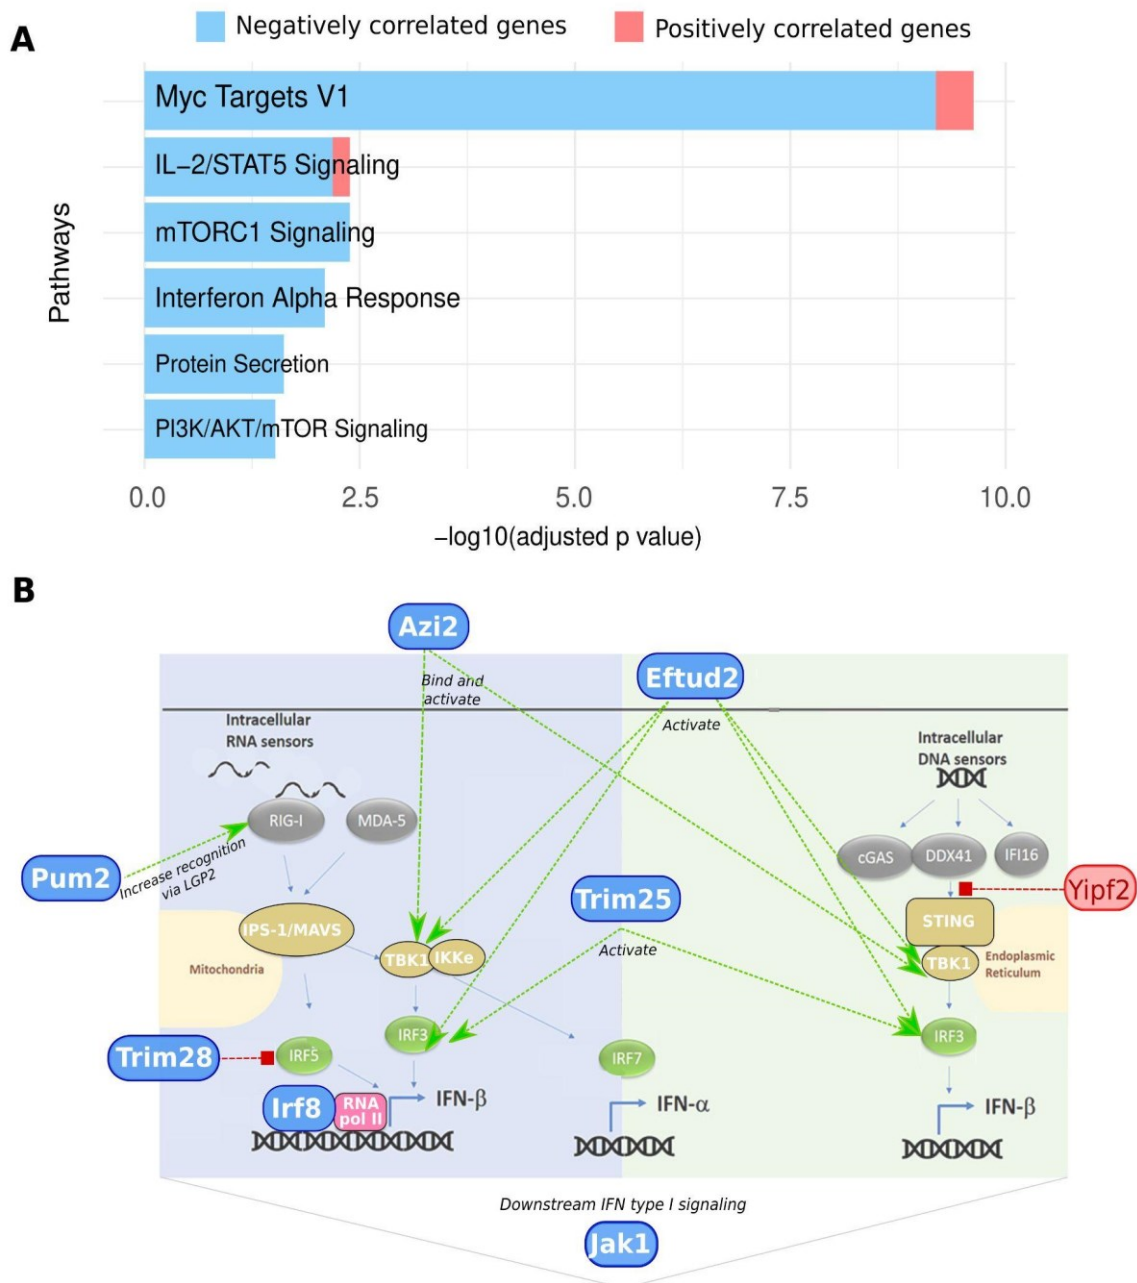 A
Negatively correlated genes
Positively correlated genes
Pathways
Myc Targets V1
IL−2/STAT5 Signaling
mTORC1 Signaling
Interferon Alpha Response
Protein Secretion
PI3K/AKT/mTOR Signaling
0.0
2.5
5.0
7.5
10.0
−log10(adjusted p value)
B
Azi2
Bind and
activate
Eftud2
Activate
Intracellular
RNA sensors
Intracellular
DNA sensors
RIG-I
MDA-5
cGAS
DDX41
IFI16
Pum2
Increase recognition
via LGP2
Trim25
Activate
Yipf2
IPS-1/MAVS
STING
Mitochondria
TBK1
IKKe
TBK1
Endoplasmic
Reticulum
IRF3
IRF3
Trim28
IRF5
IRF7
Irf8
RNA
pol II
IFN-β
IFN-α
IFN-β
Downstream IFN type I signaling
Jak1